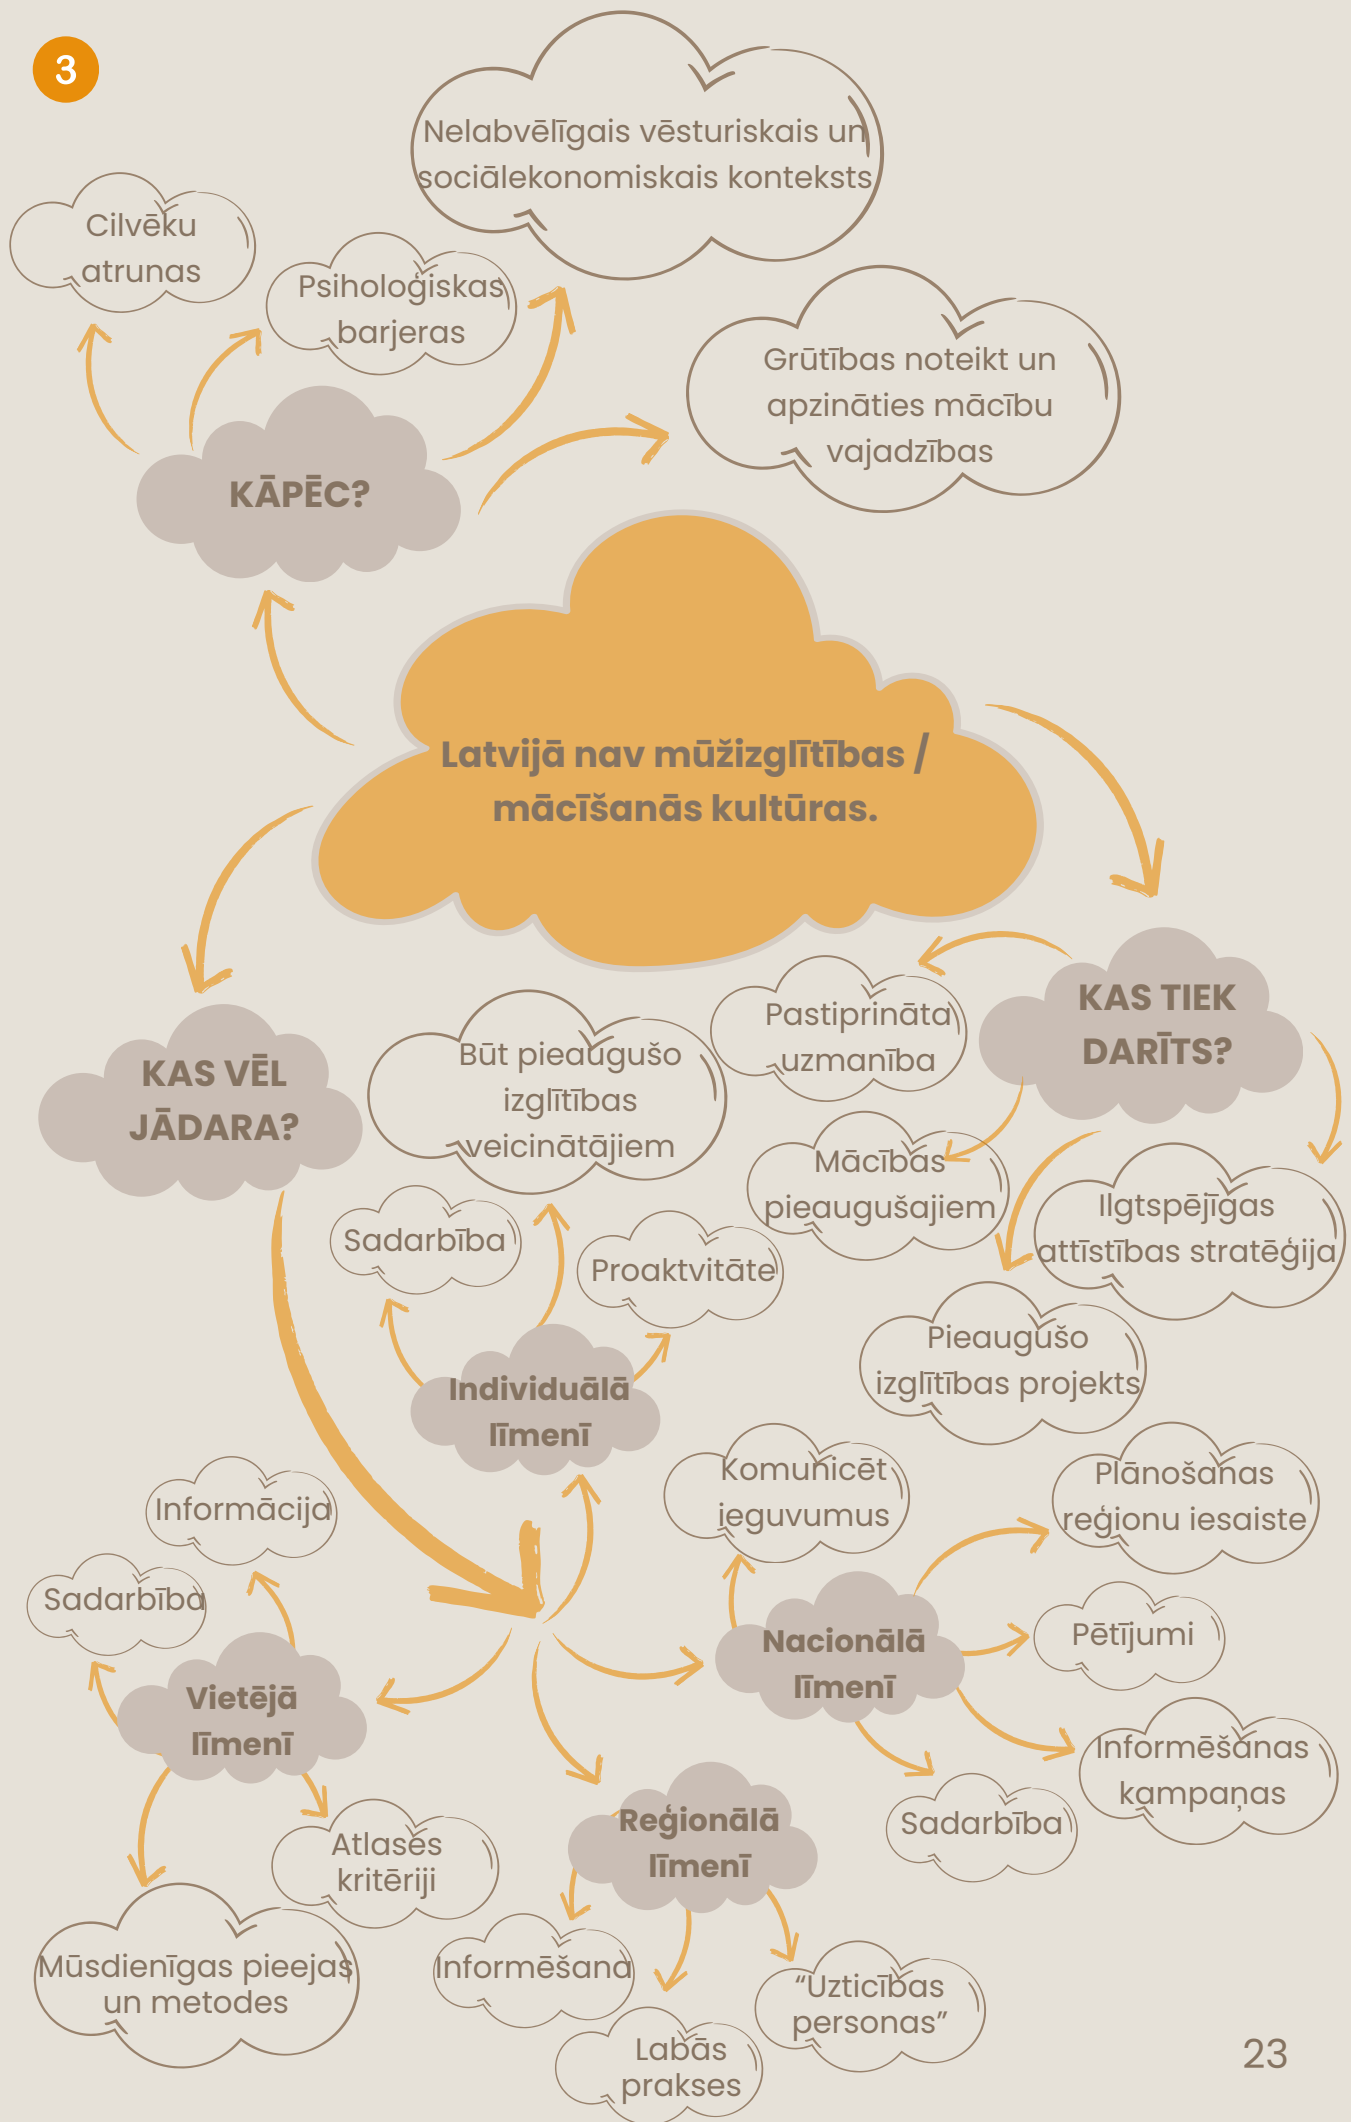 3
Nelabvēlīgais vēsturiskais un
sociālekonomiskais konteksts
Cilvēku
atrunas
Psiholoģiskas
barjeras
Grūtības noteikt un
apzināties mācību
vajadzības
KĀPĒC?
Latvijā nav mūžizglītības /
mācīšanās kultūras.
KAS TIEK
DARĪTS?
Pastiprināta
uzmanība
Mācības
pieaugušajiem
Ilgtspējīgas
attīstības stratēģija
Pieaugušo
izglītības projekts
KAS VĒL
JĀDARA?
Būt pieaugušo
izglītības
veicinātājiem
Sadarbība
Proaktvitāte
Individuālā
līmenī
Komunicēt
ieguvumus
Plānošanas
reģionu iesaiste
Pētījumi
Nacionālā
līmenī
Informēšanas
kampaņas
Sadarbība
Informācija
Sadarbība
Vietējā
līmenī
Atlases
kritēriji
Mūsdienīgas pieejas
un metodes
Reģionālā
līmenī
Informēšana
Labās
prakses
“Uzticības
personas”
23